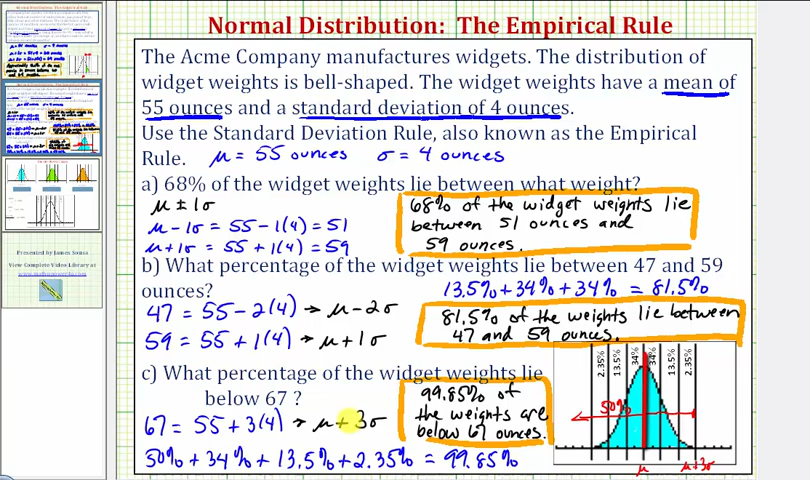 Normal Distribution: The Empirical Rule
The Acme Company manufactures widgets. The distribution of
widget weights is bell-shaped. The widget weights have a mean of
55 ounces and a standard deviation of 4 ounces.
Use the Standard Deviation Rule, also known as the Empirical
Rule. μ = 55 ounces σ = 4 ounces
a) 68% of the widget weights lie between what weight?
μ ± 1σ
μ - 1σ = 55 - 1(4) = 51
μ + 1σ = 55 + 1(4) = 59
68% of the widget weights lie
between 51 ounces and
59 ounces.
b) What percentage of the widget weights lie between 47 and 59
ounces?
13.5% + 34% + 34% = 81.5%
47 = 55 - 2(4) → μ - 2σ
59 = 55 + 1(4) → μ + 1σ
81.5% of the weights lie between
47 and 59 ounces.
c) What percentage of the widget weights lie
below 67 ?
67 = 55 + 3(4) → μ + 3σ
50% + 34% + 13.5% + 2.35% = 99.85%
99.85% of
the weights are
below 67 ounces.
2.35% 13.5% 34% 34% 13.5% 2.35%
50%
μ μ+3σ
Presented by James Sousa
View Complete Library at